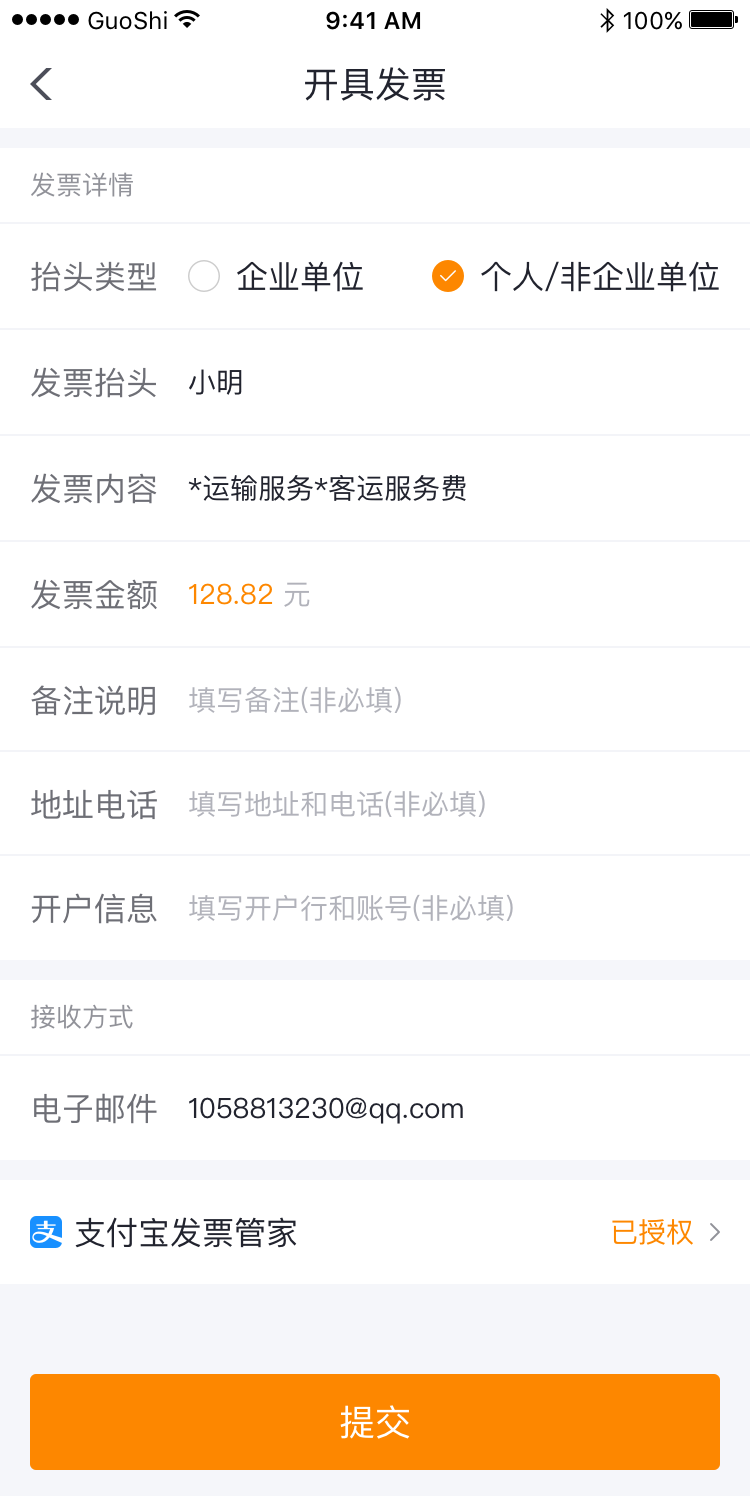 GuoShi 9:41 AM 100%
开具发票
发票详情
抬头类型 企业单位 个人/非企业单位
发票抬头 小明
发票内容 *运输服务*客运服务费
发票金额 128.82 元
备注说明 填写备注(非必填)
地址电话 填写地址和电话(非必填)
开户信息 填写开户行和账号(非必填)
接收方式
电子邮件 1058813230@qq.com
支 支付宝发票管家 已授权
提交